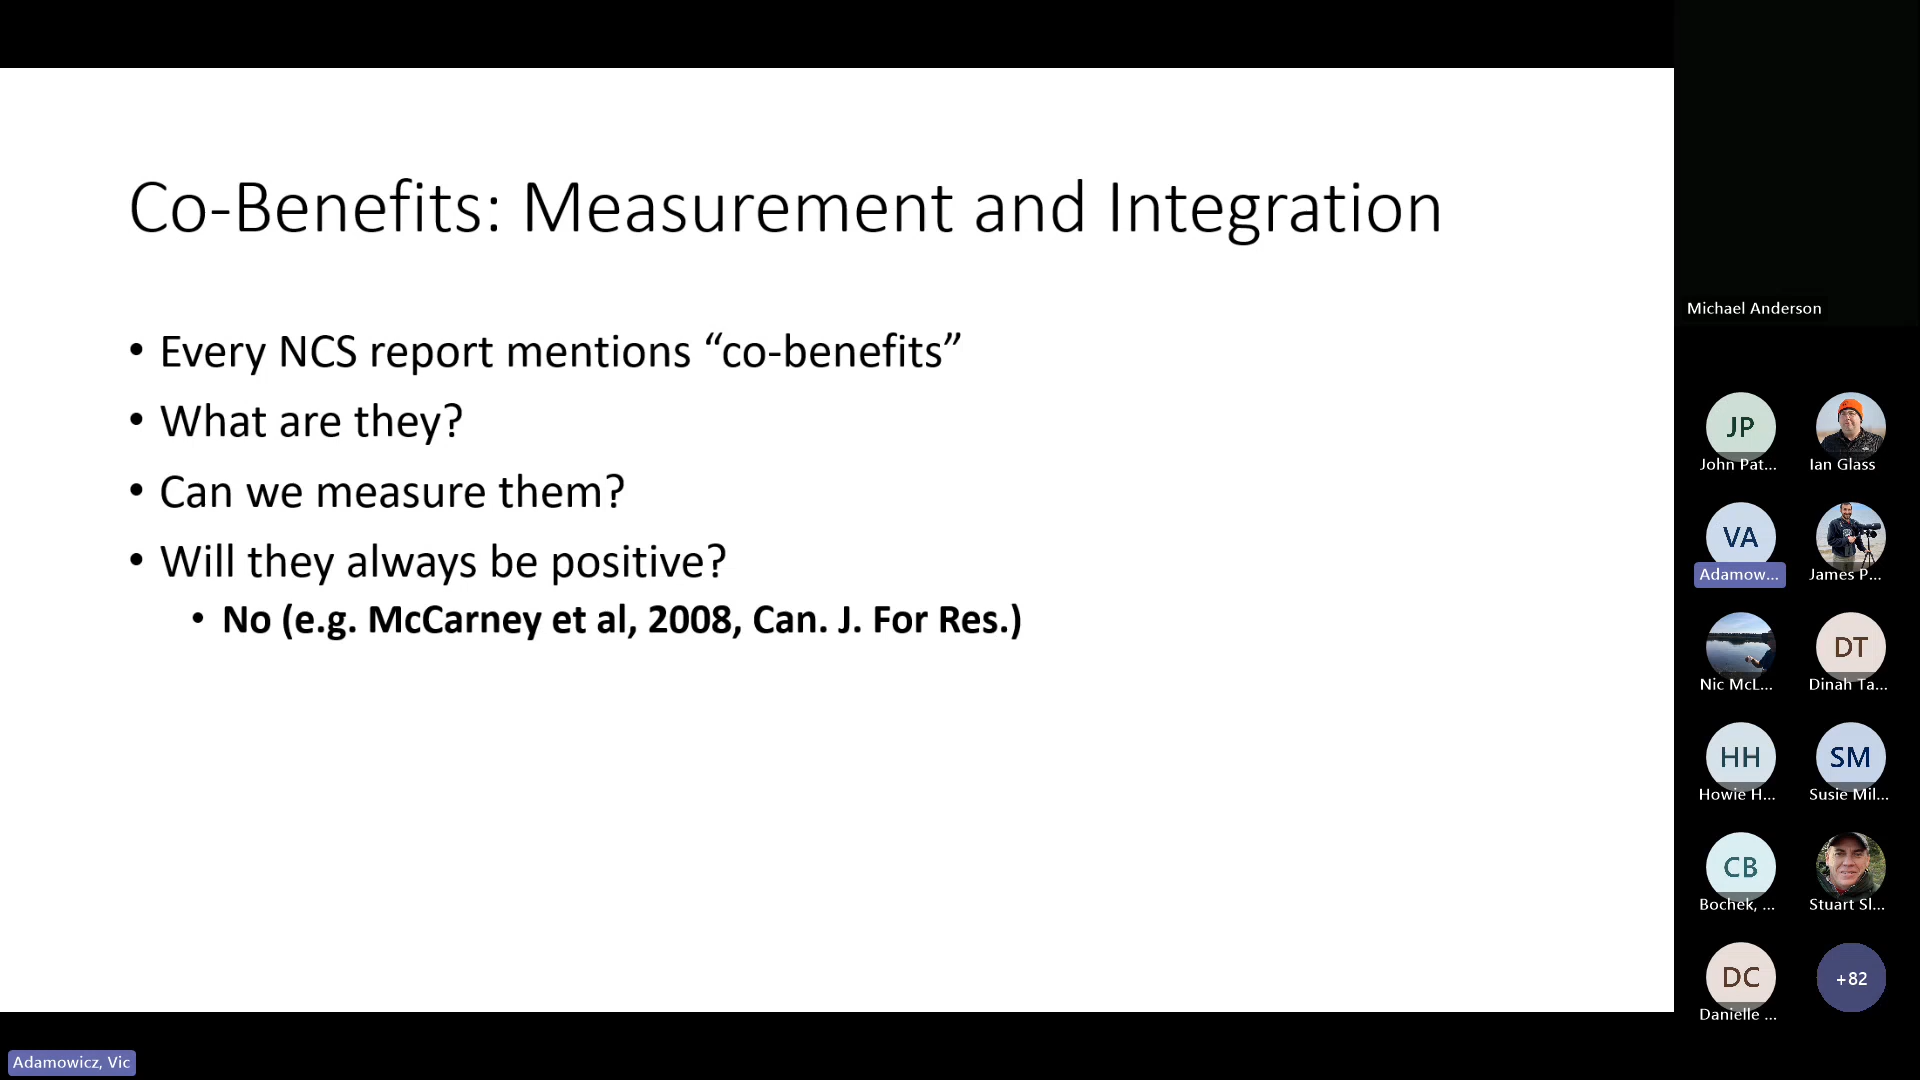 Co-Benefits: Measurement and Integration
• Every NCS report mentions “co-benefits”
• What are they?
• Can we measure them?
• Will they always be positive?
• No (e.g. McCarney et al, 2008, Can. J. For Res.)
Michael Anderson
JP
John Pat...
Ian Glass
VA
Adamow...
James P...
Nic McL...
DT
Dinah Ta...
HH
Howie H...
SM
Susie Mil...
CB
Bochek, ...
Stuart Sl...
DC
Danielle ...
+82
Adamowicz, Vic